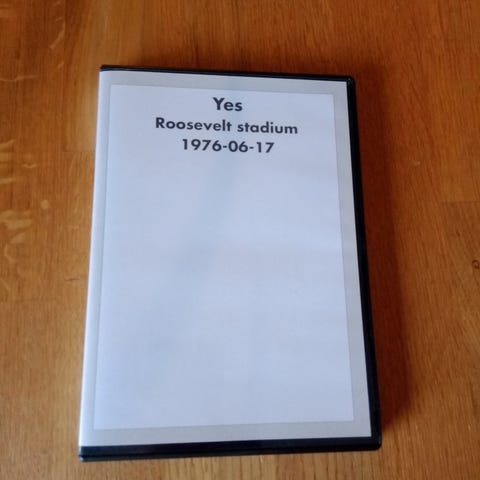 Yes
Roosevelt stadium
1976-06-17